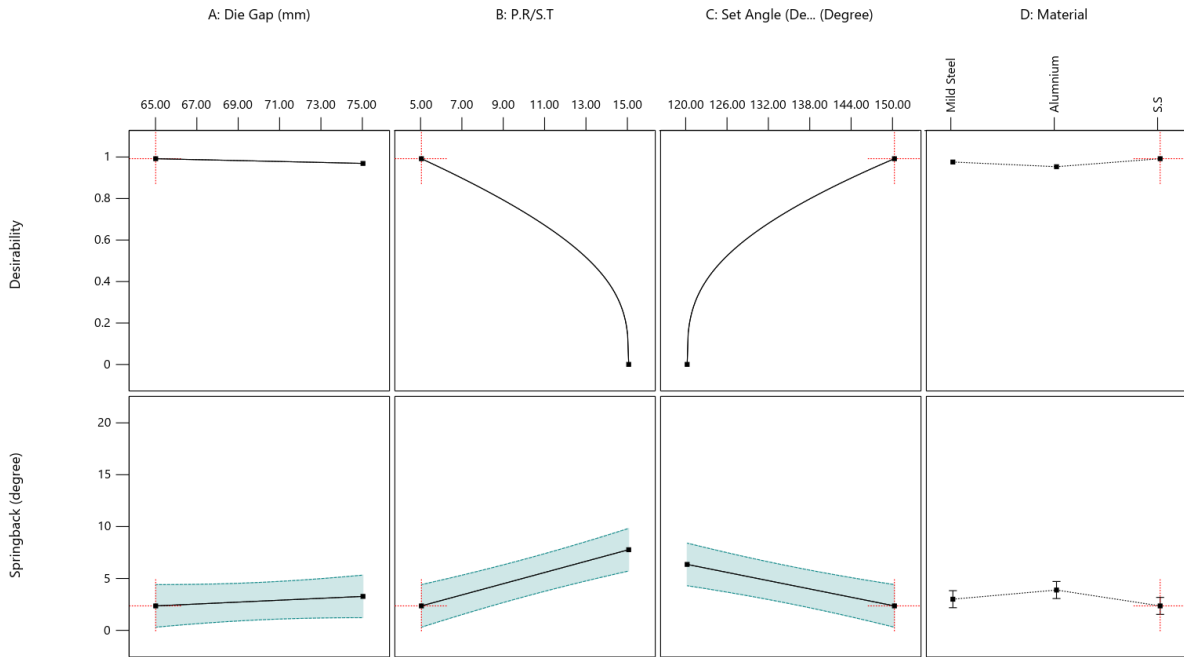 A: Die Gap (mm)
B: P.R/S.T
C: Set Angle (De... (Degree)
D: Material
Mild Steel
Alumnium
S.S
65.00 67.00 69.00 71.00 73.00 75.00
5.00 7.00 9.00 11.00 13.00 15.00
120.00 126.00 132.00 138.00 144.00 150.00
Desirability
1
0.8
0.6
0.4
0.2
0
Springback (degree)
20
15
10
5
0